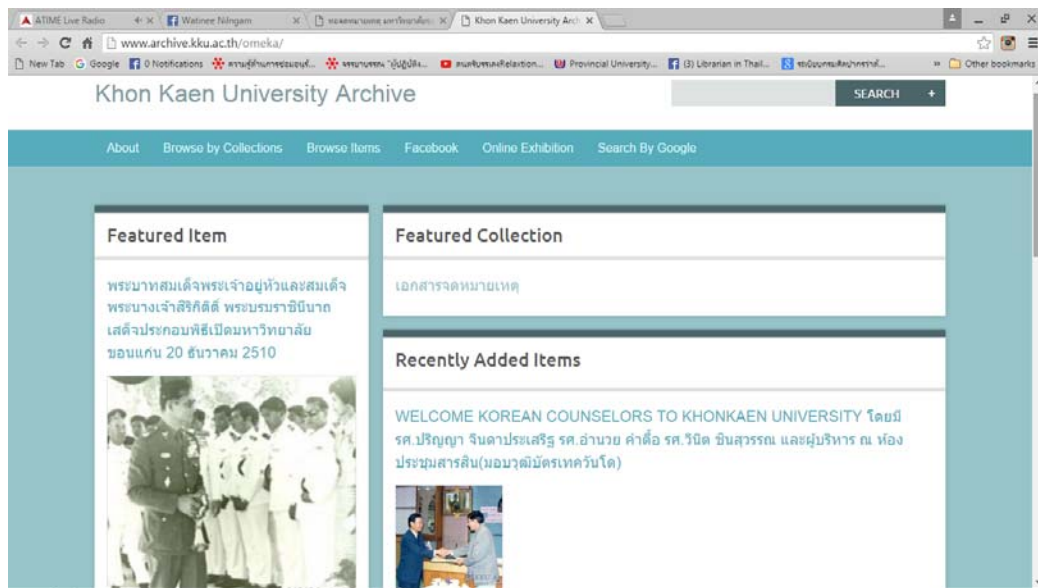 ATIME Live Radio
Watinee Nilngam
Khon Kaen University Arch
www.archive.kku.ac.th/omeka/
New Tab
Google
0 Notifications
Provincial University...
(3) Librarian in Thail...
Other bookmarks
Khon Kaen University Archive
SEARCH +
About
Browse by Collections
Browse Items
Facebook
Online Exhibition
Search By Google
Featured Item
พระบาทสมเด็จพระเจ้าอยู่หัวและสมเด็จ
พระนางเจ้าสิริกิติติ์ พระบรมราชินีนาถ
เสด็จประกอบพิธีเปิดมหาวิทยาลัย
ขอนแก่น 20 ธันวาคม 2510
Featured Collection
เอกสารจดหมายเหตุ
Recently Added Items
WELCOME KOREAN COUNSELORS TO KHONKAEN UNIVERSITY โดยมี
รศ.ปริญญา จินดาประเสริฐ รศ.อำนวย คำตื้อ รศ.วินิต ชินสุวรรณ และผู้บริหาร ณ ห้อง
ประชุมสารสิน(มอบวุฒิบัตรเทควันโด)